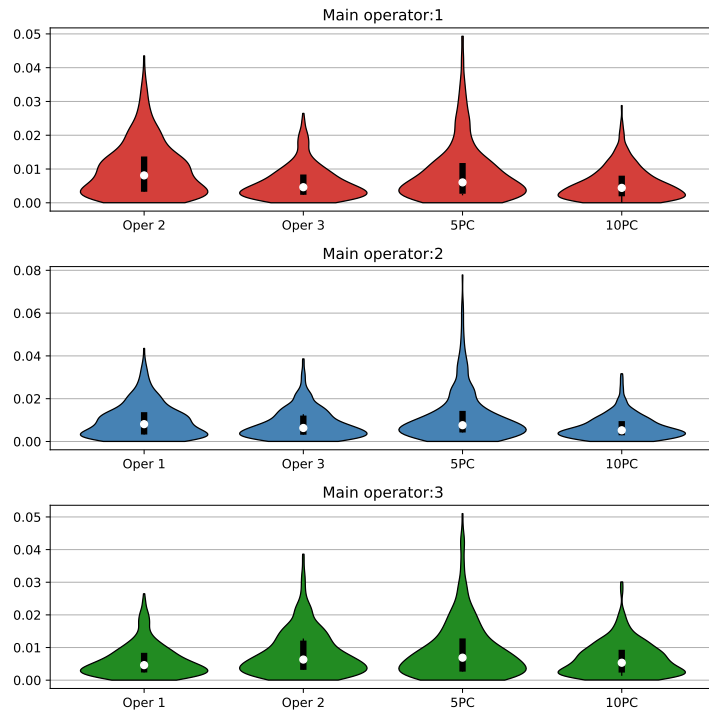 Main operator:1
0.05
0.04
0.03
0.02
0.01
0.00
Oper 2 Oper 3 5PC 10PC
Main operator:2
0.08
0.06
0.04
0.02
0.00
Oper 1 Oper 3 5PC 10PC
Main operator:3
0.05
0.04
0.03
0.02
0.01
0.00
Oper 1 Oper 2 5PC 10PC